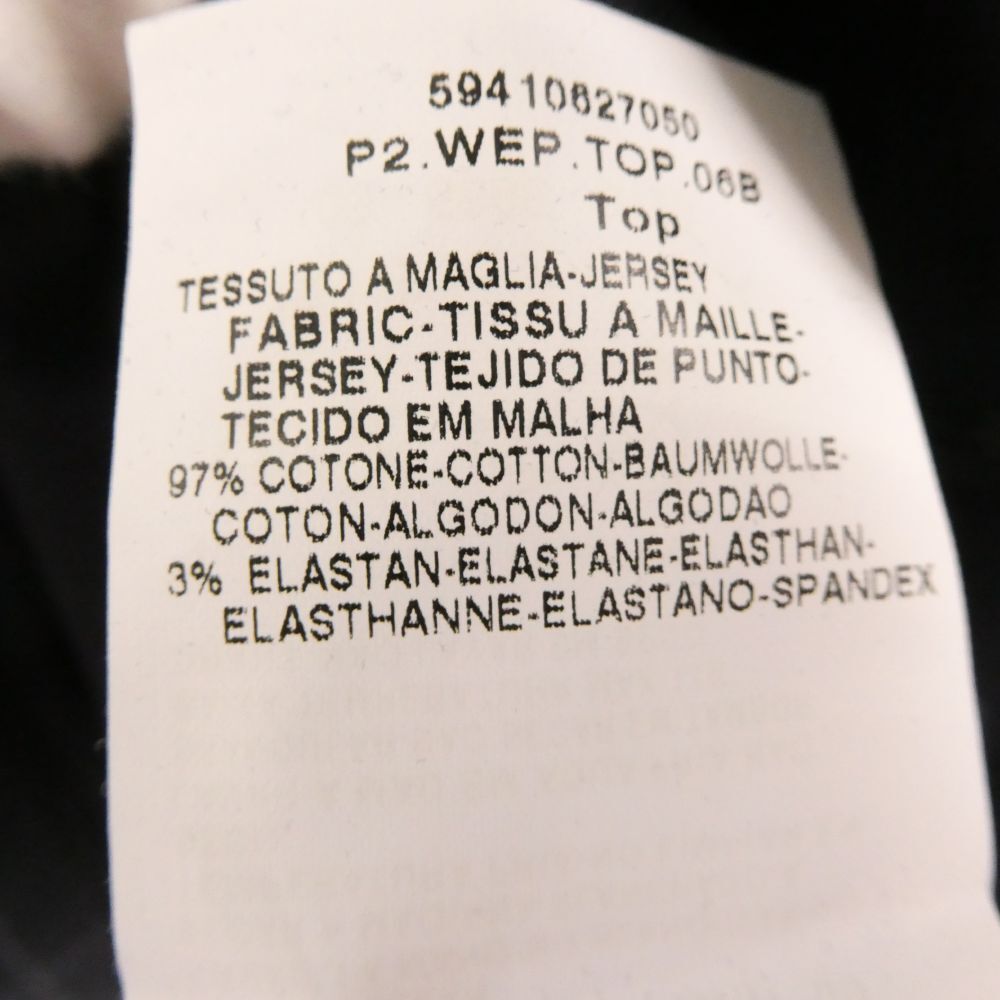 59410627050
P2.WEP.TOP.06B
Top
TESSUTO A MAGLIA-JERSEY
FABRIC-TISSU A MAILLE-
JERSEY-TEJIDO DE PUNTO-
TECIDO EM MALHA
97% COTONE-COTTON-BAUMWOLLE-
COTON-ALGODON-ALGODAO
3% ELASTAN-ELASTANE-ELASTHAN-
ELASTHANNE-ELASTANO-SPANDEX